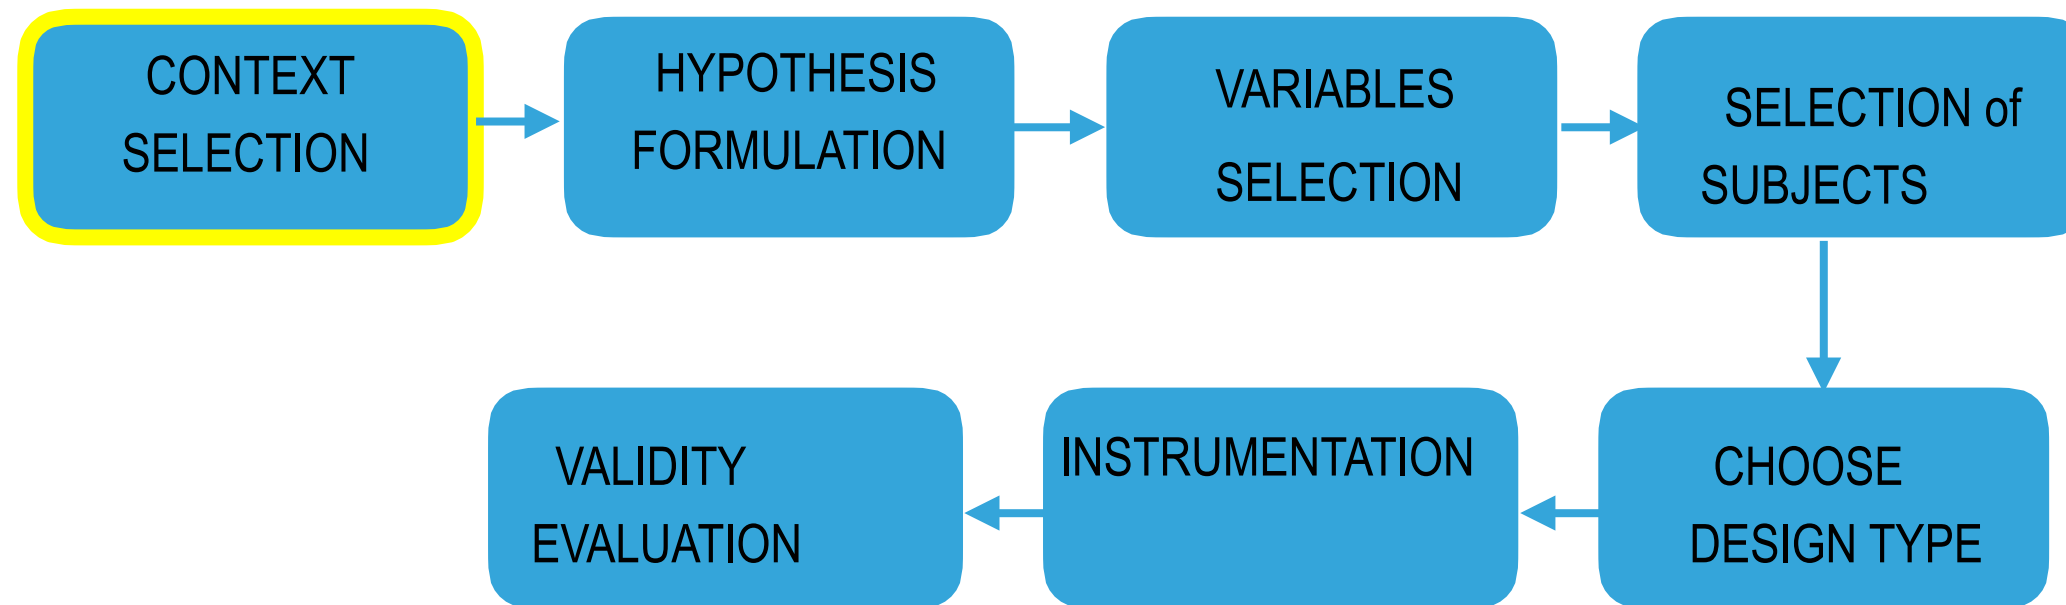 CONTEXT
SELECTION
HYPOTHESIS
FORMULATION
VARIABLES
SELECTION
SELECTION of
SUBJECTS
CHOOSE
DESIGN TYPE
INSTRUMENTATION
VALIDITY
EVALUATION